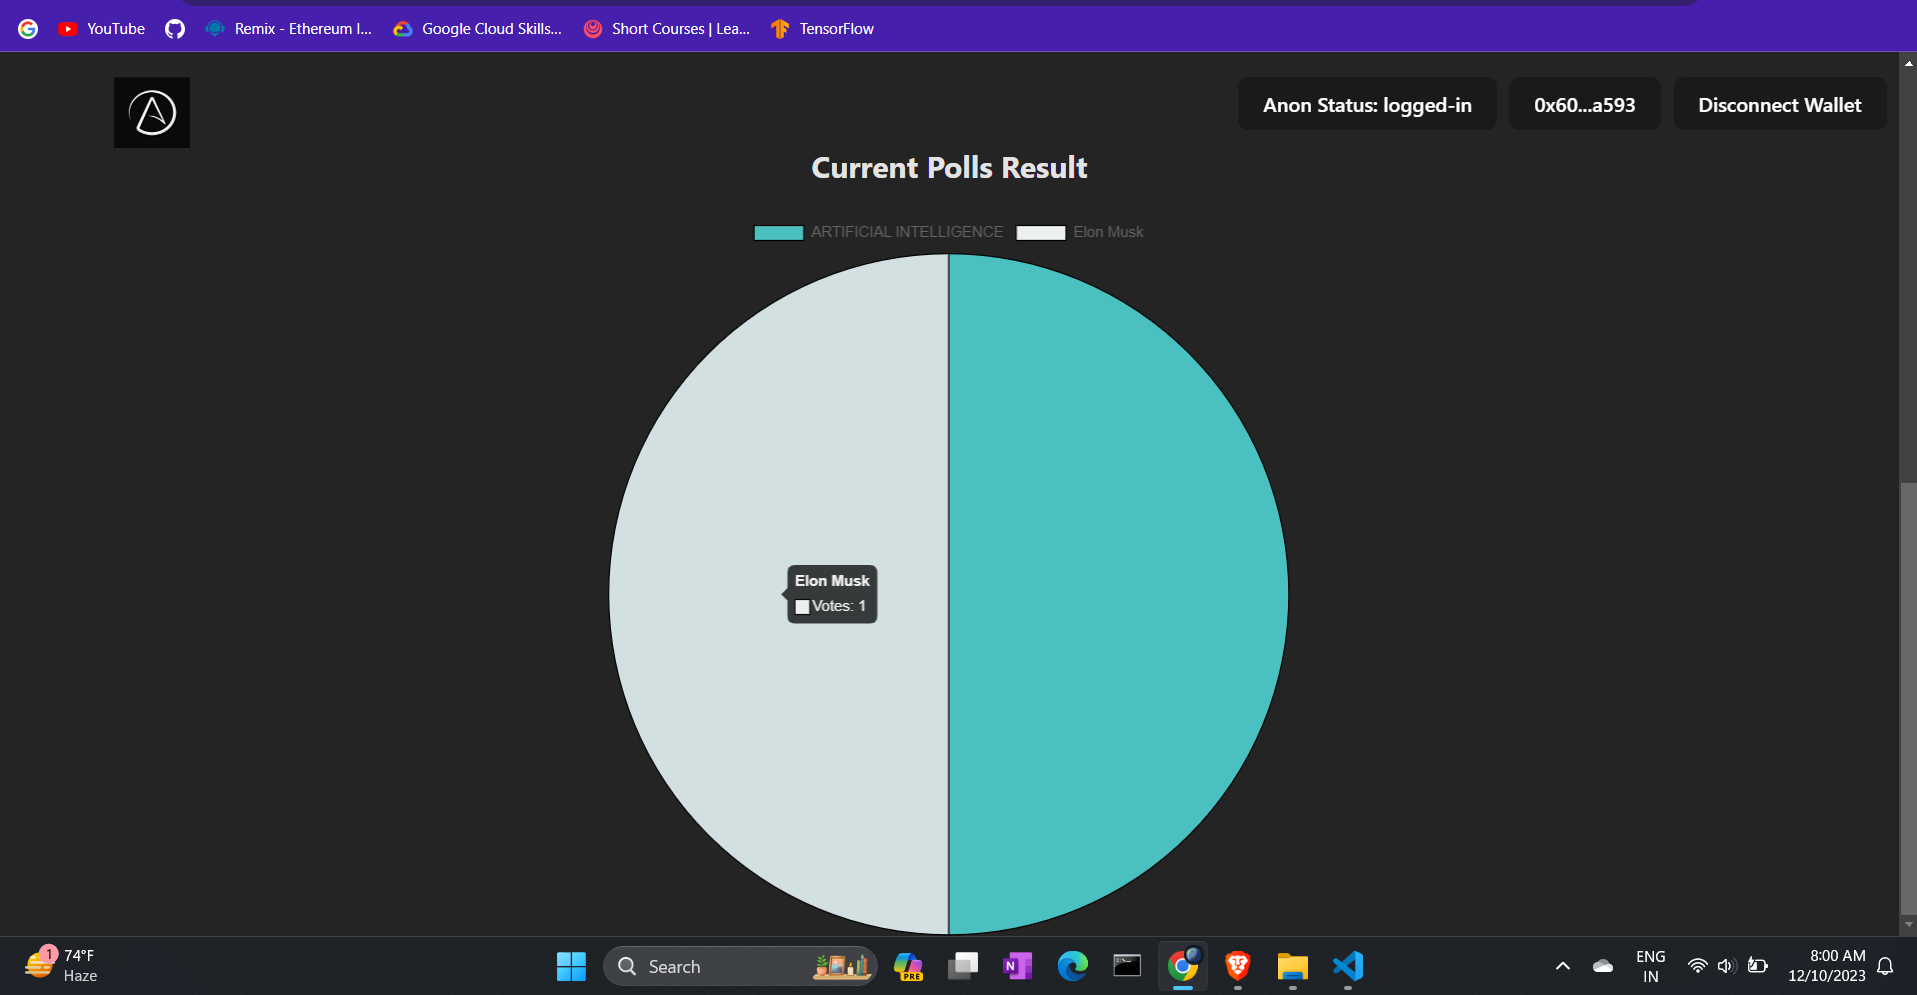 YouTube
Remix - Ethereum I...
Google Cloud Skills...
Short Courses | Lea...
TensorFlow
Anon Status: logged-in
0x60...a593
Disconnect Wallet
Current Polls Result
ARTIFICIAL INTELLIGENCE
Elon Musk
Elon Musk
Votes: 1
1
74°F
Haze
Search
PRE
N
ENG
IN
8:00 AM
12/10/2023